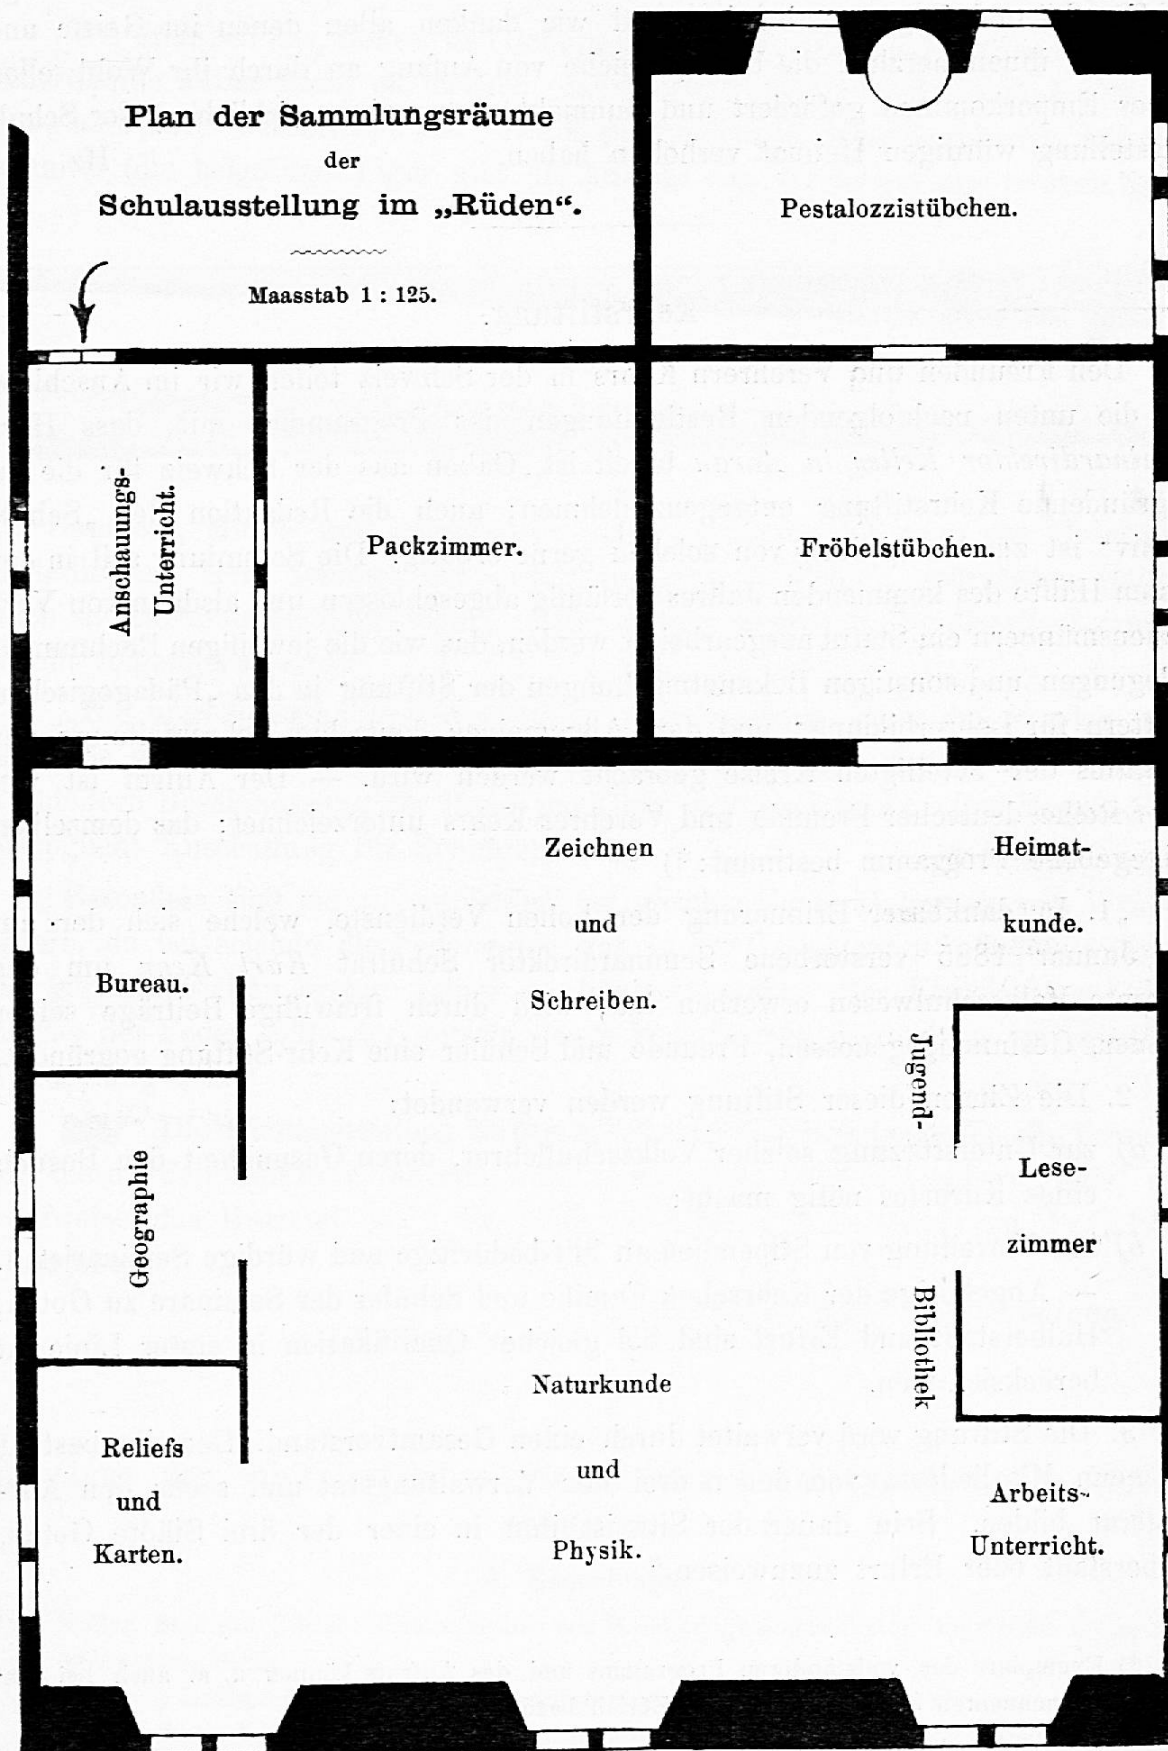 Plan der Sammlungsräume
der
Schulausstellung im „Rüden“.
Maasstab 1 : 125.
Pestalozzistübchen.
Anschauungs-
Unterricht.
Packzimmer.
Fröbelstübchen.
Zeichnen
und
Schreiben.
Heimat-
kunde.
Bureau.
Jugend-
Bibliothek
Lese-
zimmer
Geographie
Naturkunde
und
Physik.
Reliefs
und
Karten.
Arbeits-
Unterricht.